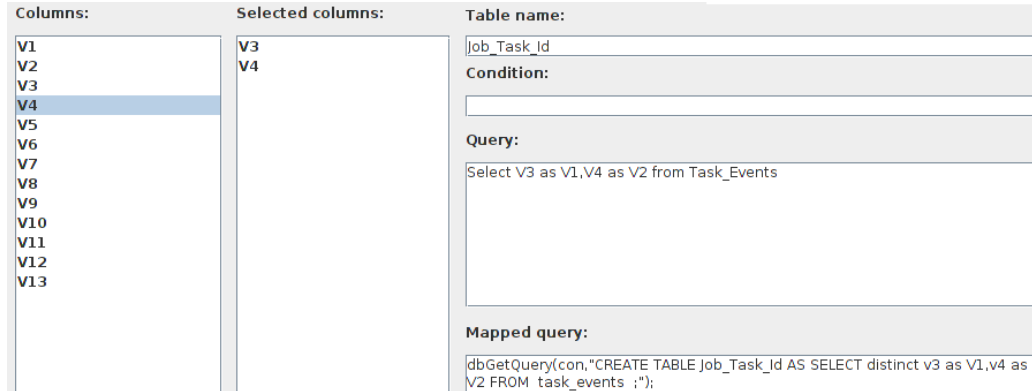 Columns:
V1
V2
V3
V4
V5
V6
V7
V8
V9
V10
V11
V12
V13
Selected columns:
V3
V4
Table name:
Job_Task_Id
Condition:
Query:
Select V3 as V1,V4 as V2 from Task_Events
Mapped query:
dbGetQuery(con,"CREATE TABLE Job_Task_Id AS SELECT distinct v3 as V1,v4 as
V2 FROM  task_events  ;");